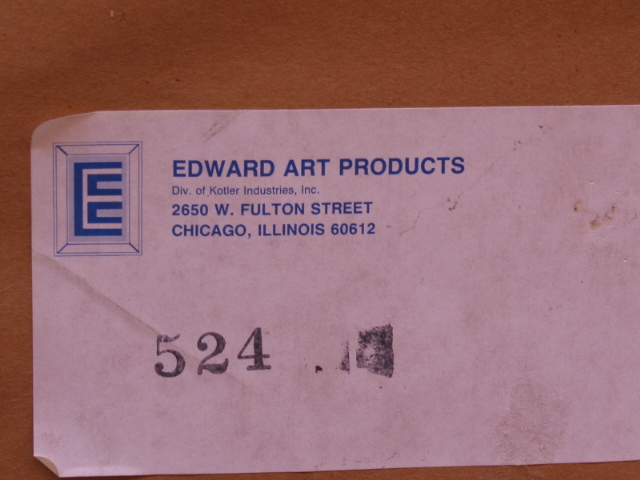 EDWARD ART PRODUCTS
Div. of Kotler Industries, Inc.
2650 W. FULTON STREET
CHICAGO, ILLINOIS 60612
524